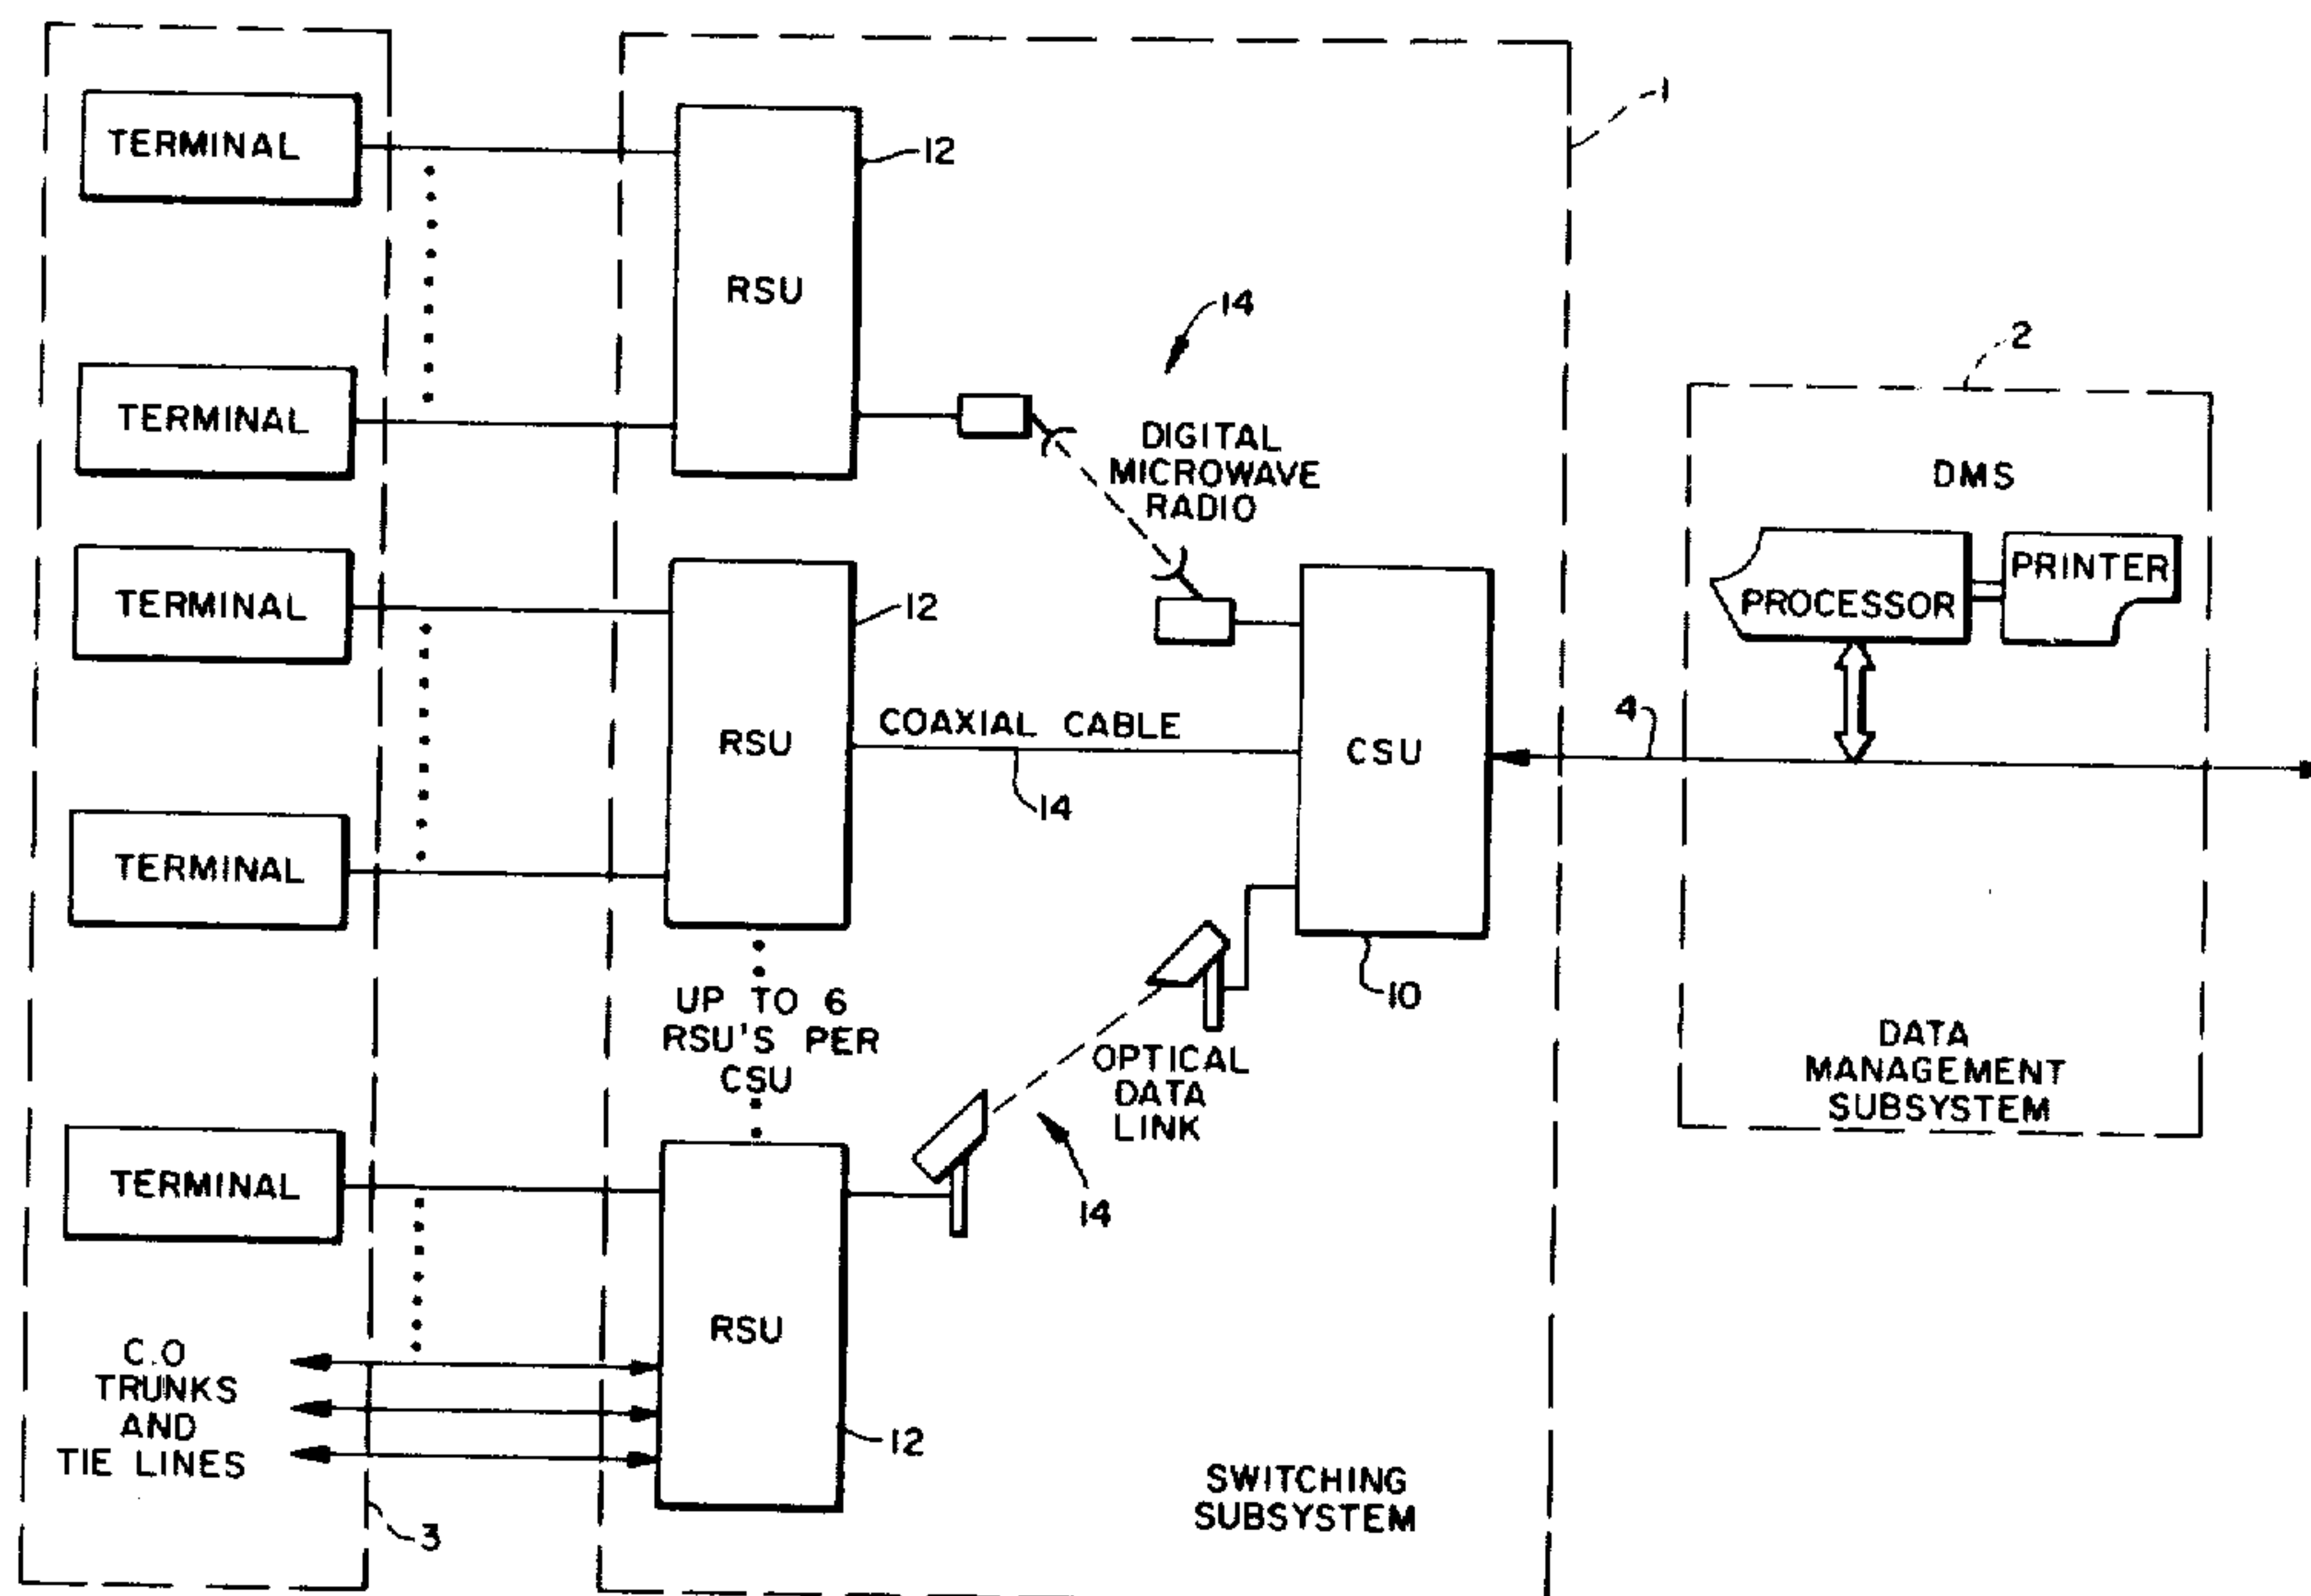 1
TERMINAL
12
RSU
14
2
TERMINAL
DIGITAL
MICROWAVE
RADIO
DMS
PRINTER
PROCESSOR
TERMINAL
12
4
COAXIAL CABLE
RSU
CSU
14
TERMINAL
10
UP TO 6
RSU'S PER
CSU
OPTICAL
DATA
LINK
DATA
MANAGEMENT
SUBSYSTEM
TERMINAL
14
RSU
C.O
TRUNKS
AND
TIE LINES
12
3
SWITCHING
SUBSYSTEM